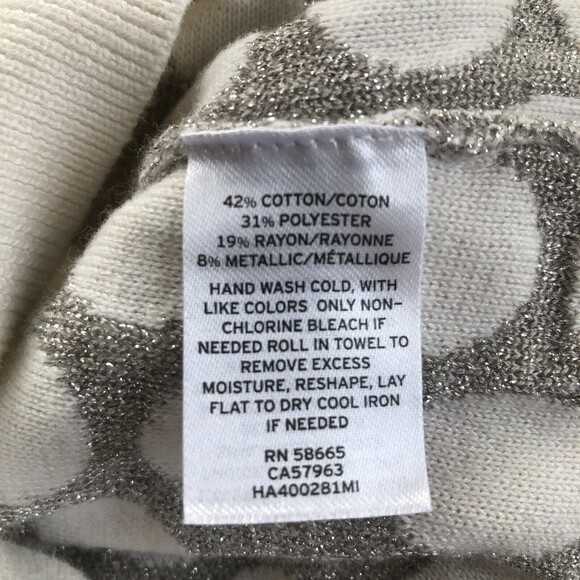 42% COTTON/COTON
31% POLYESTER
19% RAYON/RAYONNE
8% METALLIC/MÉTALLIQUE
HAND WASH COLD, WITH
LIKE COLORS ONLY NON-
CHLORINE BLEACH IF
NEEDED ROLL IN TOWEL TO
REMOVE EXCESS
MOISTURE, RESHAPE, LAY
FLAT TO DRY COOL IRON
IF NEEDED
RN 58665
CA57963
HA400281MI